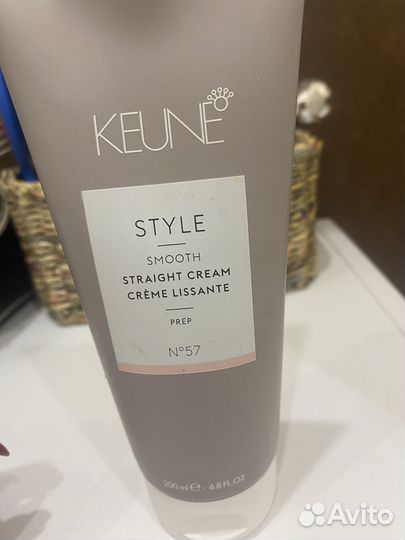 KEUNE
STYLE
SMOOTH
STRAIGHT CREAM
CRÈME LISSANTE
PREP
N°57
200 ml ℮ - 6.8 FL.OZ
Avito